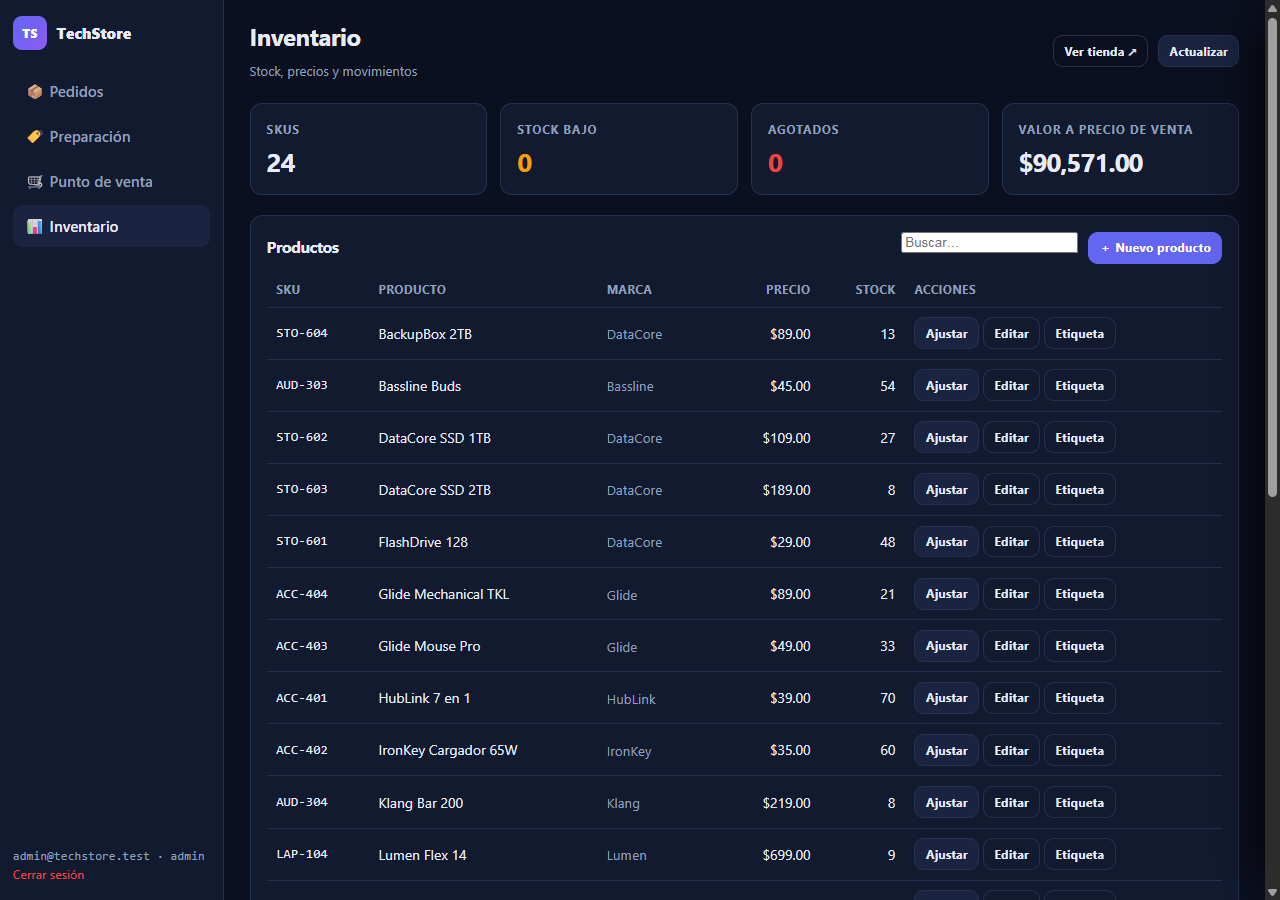 TS TechStore
Pedidos
Preparación
Punto de venta
Inventario
admin@techstore.test · admin
Cerrar sesión
Inventario
Stock, precios y movimientos
Ver tienda ↗ Actualizar
SKUS
24
STOCK BAJO
0
AGOTADOS
0
VALOR A PRECIO DE VENTA
$90,571.00
Productos Buscar... + Nuevo producto
SKU PRODUCTO MARCA PRECIO STOCK ACCIONES
STO-604 BackupBox 2TB DataCore $89.00 13 Ajustar Editar Etiqueta
AUD-303 Bassline Buds Bassline $45.00 54 Ajustar Editar Etiqueta
STO-602 DataCore SSD 1TB DataCore $109.00 27 Ajustar Editar Etiqueta
STO-603 DataCore SSD 2TB DataCore $189.00 8 Ajustar Editar Etiqueta
STO-601 FlashDrive 128 DataCore $29.00 48 Ajustar Editar Etiqueta
ACC-404 Glide Mechanical TKL Glide $89.00 21 Ajustar Editar Etiqueta
ACC-403 Glide Mouse Pro Glide $49.00 33 Ajustar Editar Etiqueta
ACC-401 HubLink 7 en 1 HubLink $39.00 70 Ajustar Editar Etiqueta
ACC-402 IronKey Cargador 65W IronKey $35.00 60 Ajustar Editar Etiqueta
AUD-304 Klang Bar 200 Klang $219.00 8 Ajustar Editar Etiqueta
LAP-104 Lumen Flex 14 Lumen $699.00 9 Ajustar Editar Etiqueta